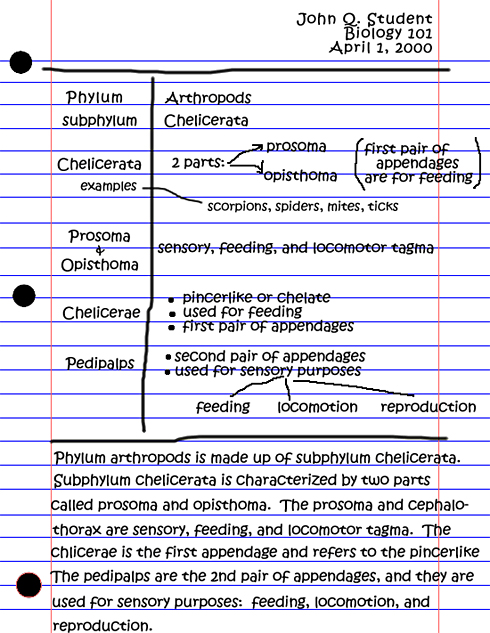 John Q. Student
Biology 101
April 1, 2000
Phylum Arthropods
subphylum Chelicerata
Chelicerata 2 parts: prosoma opisthoma (first pair of appendages are for feeding)
examples scorpions, spiders, mites, ticks
Prosoma & Opisthoma sensory, feeding, and locomotor tagma
Chelicerae
• pincerlike or chelate
• used for feeding
• first pair of appendages
Pedipalps
• second pair of appendages
• used for sensory purposes
feeding locomotion reproduction
Phylum arthropods is made up of subphylum chelicerata.
Subphylum chelicerata is characterized by two parts
called prosoma and opisthoma. The prosoma and cephalo-
thorax are sensory, feeding, and locomotor tagma. The
chlicerae is the first appendage and refers to the pincerlike
The pedipalps are the 2nd pair of appendages, and they are
used for sensory purposes: feeding, locomotion, and
reproduction.